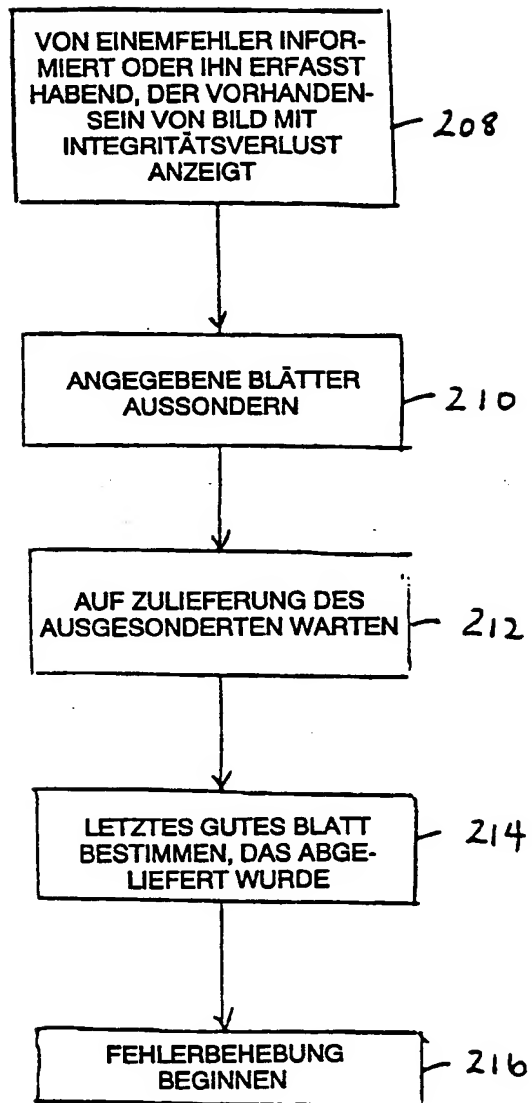 VON EINEMFEHLER INFOR-
MIERT ODER IHN ERFASST
HABEND, DER VORHANDEN-
SEIN VON BILD MIT
INTEGRITÄTSVERLUST
ANZEIGT
208
ANGEGEBENE BLÄTTER
AUSSONDERN
210
AUF ZULIEFERUNG DES
AUSGESONDERTEN WARTEN
212
LETZTES GUTES BLATT
BESTIMMEN, DAS ABGE-
LIEFERT WURDE
214
FEHLERBEHEBUNG
BEGINNEN
216